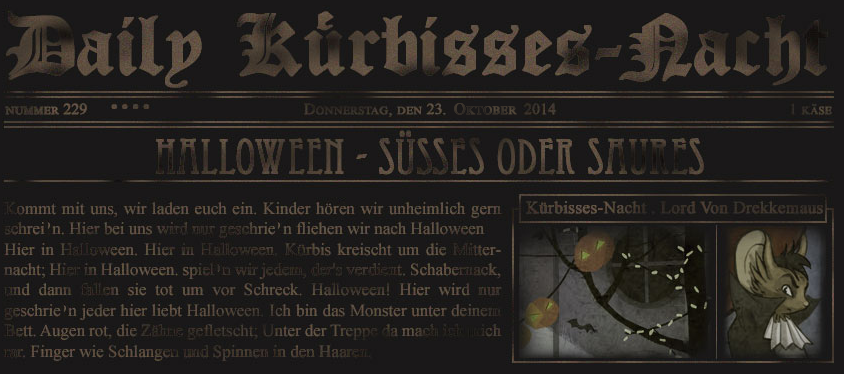 Daily Kürbisses-Nacht
NUMMER 229
DONNERSTAG, DEN 23. OKTOBER 2014
1 KÄSE
HALLOWEEN - SÜSSES ODER SAURES
Kommt mit uns, wir laden euch ein. Kinder hören wir unheimlich gern
schrei'n. Hier bei uns wird nur geschrie'n fliehen wir nach Halloween
Hier in Halloween. Hier in Halloween. Kürbis kreischt um die Mitter-
nacht; Hier in Halloween. spiel'n wir jedem, der's verdient. Schabernack,
und dann fallen sie tot um vor Schreck. Halloween! Hier wird nur
geschrie'n jeder hier liebt Halloween. Ich bin das Monster unter deinem
Bett. Augen rot, die Zähne gefletscht; Unter der Treppe da mach ich mich
rar. Finger wie Schlangen und Spinnen in den Haaren.
Kürbisses-Nacht . Lord Von Drekkemaus